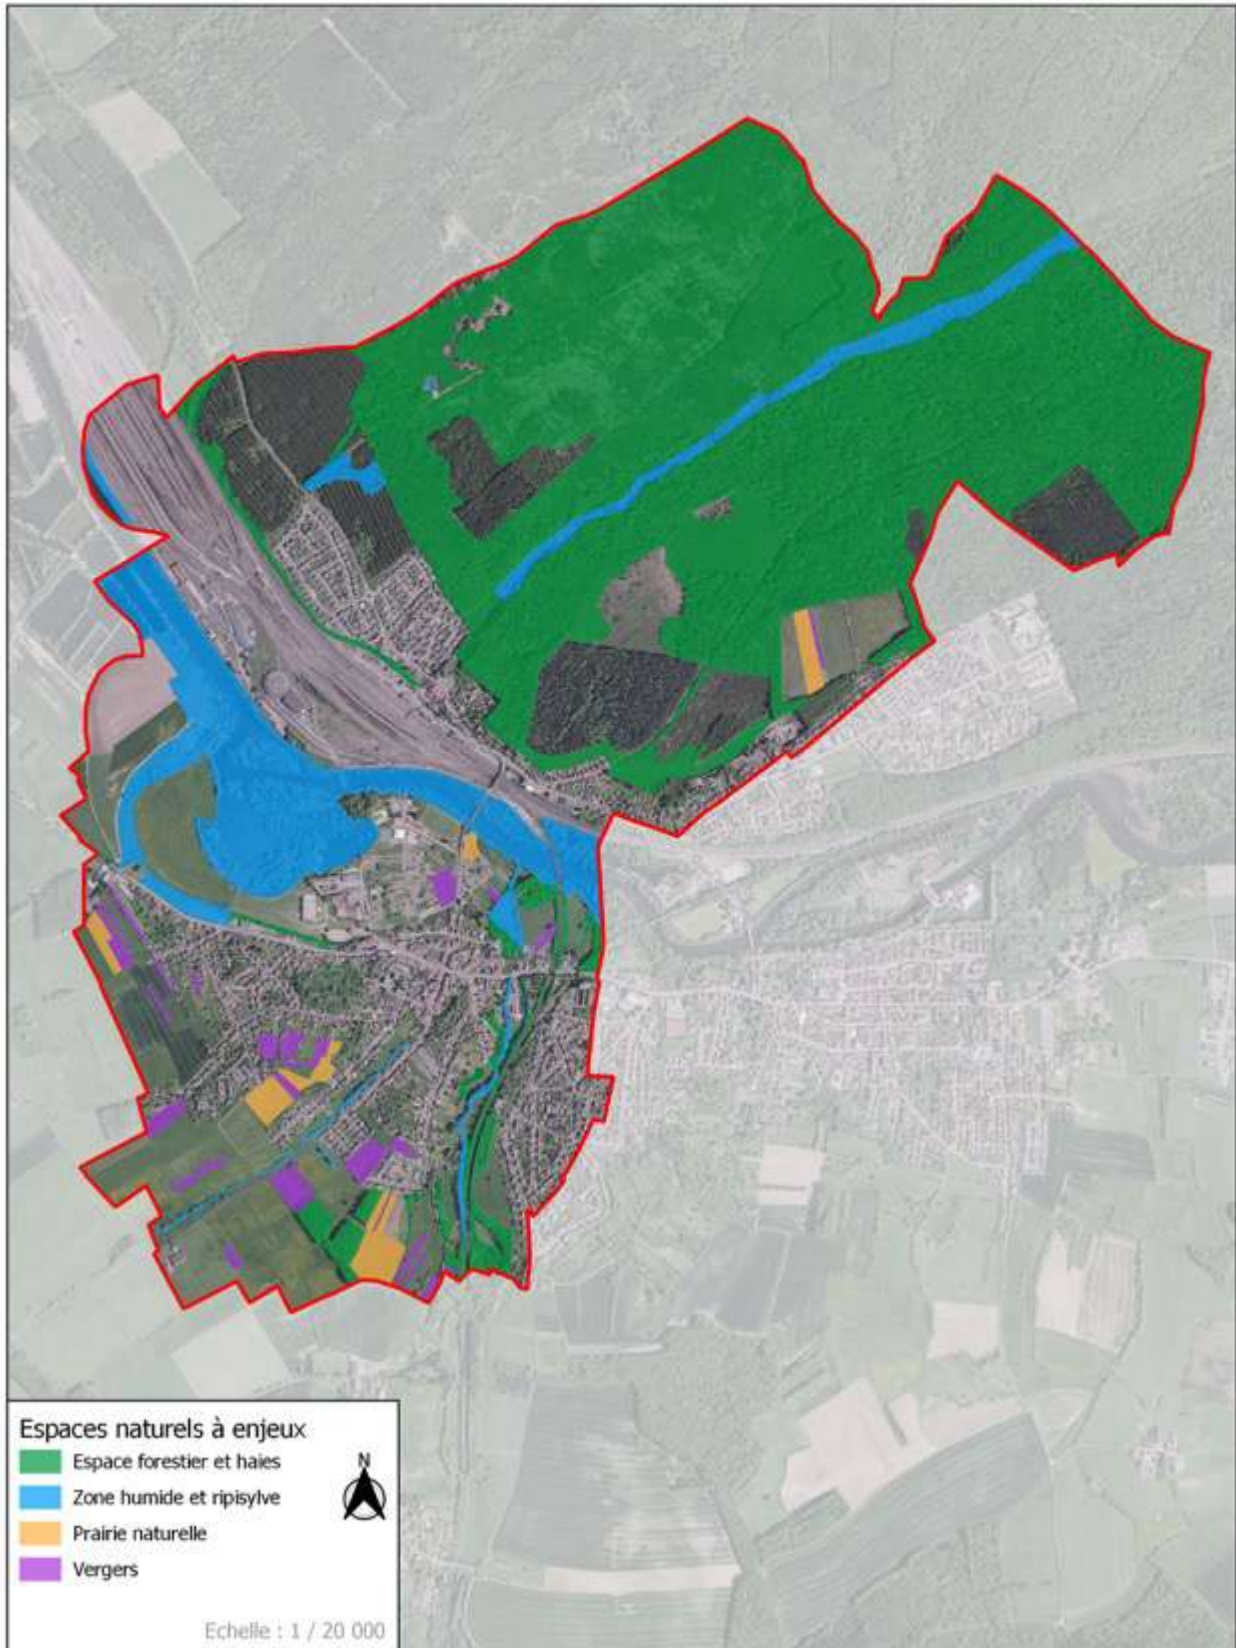 Espaces naturels à enjeux
Espace forestier et haies
Zone humide et ripisylve
Prairie naturelle
Vergers
N
Echelle : 1 / 20 000